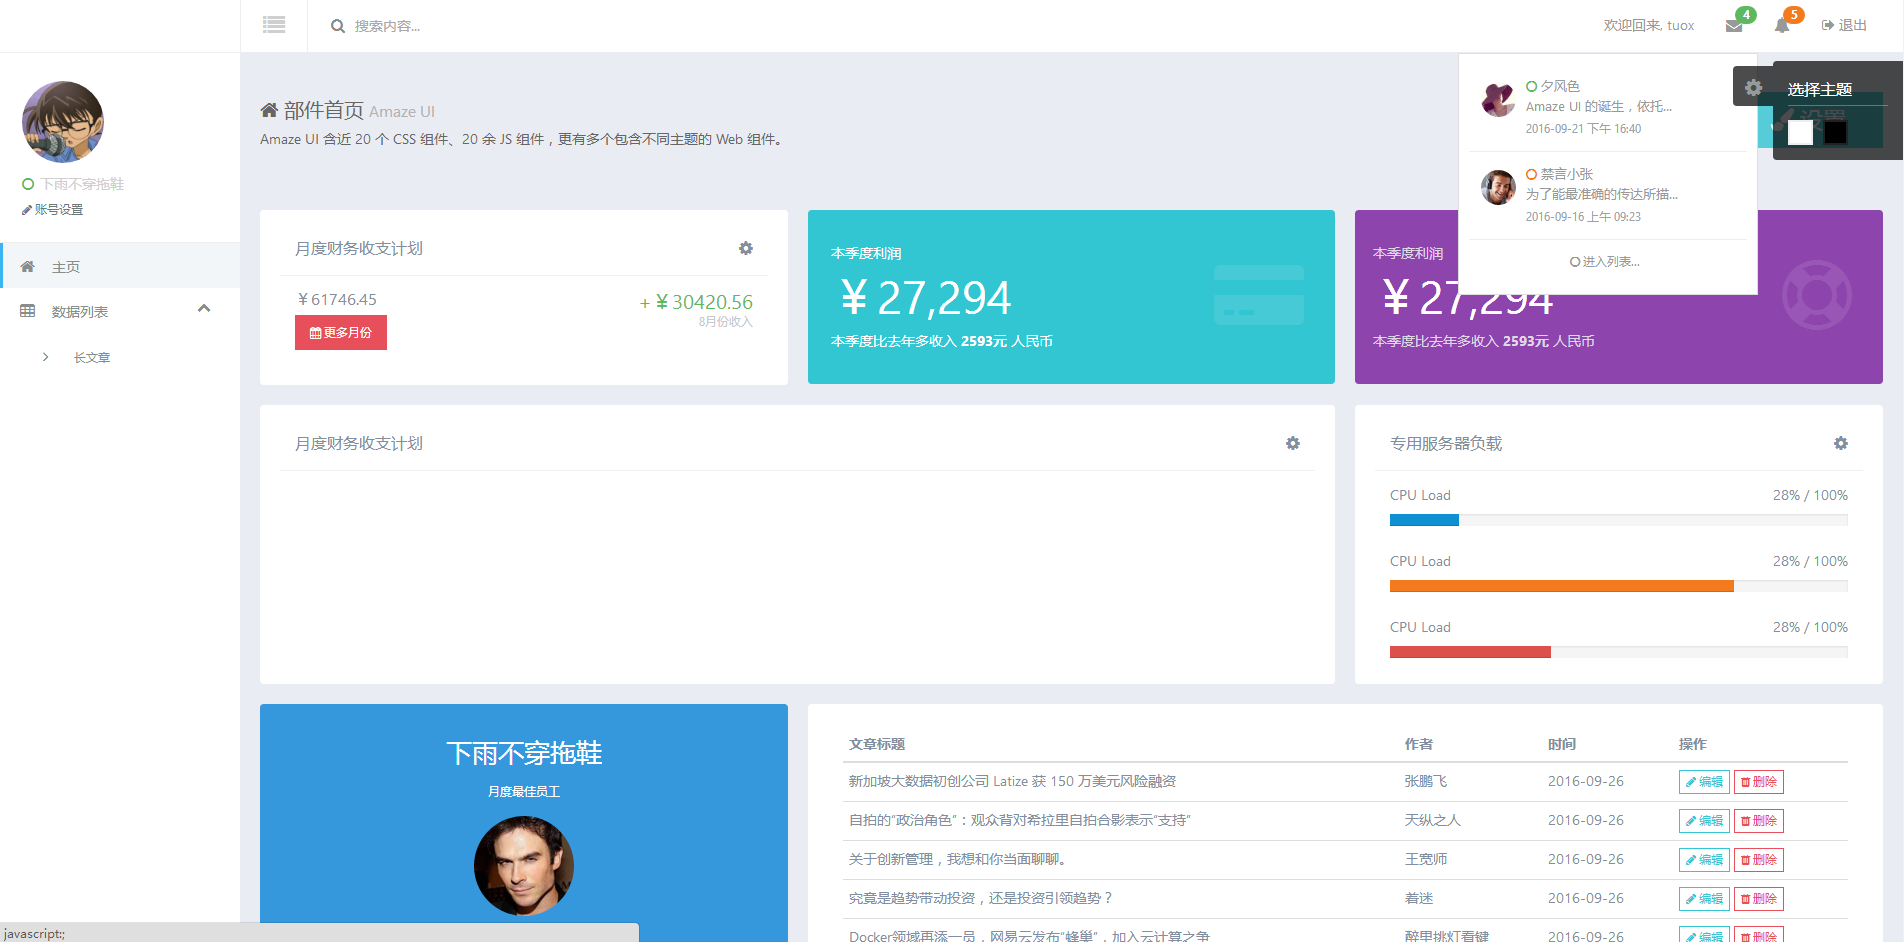 搜索内容...
欢迎回来, tuox
4
5
退出
下雨不穿拖鞋
账号设置
主页
数据列表
长文章
部件首页 Amaze UI
Amaze UI 含近 20 个 CSS 组件、20 余 JS 组件，更有多个包含不同主题的 Web 组件。
夕风色
Amaze UI 的诞生，依托...
2016-09-21 下午 16:40
禁言小张
为了能最准确的传达所描...
2016-09-16 上午 09:23
进入列表...
选择主题
设置
月度财务收支计划
￥61746.45
更多月份
+ ￥30420.56
8月份收入
本季度利润
￥27,294
本季度比去年多收入 2593元 人民币
本季度利润
￥27,294
本季度比去年多收入 2593元 人民币
月度财务收支计划
专用服务器负载
CPU Load 28% / 100%
CPU Load 28% / 100%
CPU Load 28% / 100%
下雨不穿拖鞋
月度最佳员工
文章标题 作者 时间 操作
新加坡大数据初创公司 Latize 获 150 万美元风险融资 张鹏飞 2016-09-26 编辑 删除
自拍的“政治角色”：观众背对希拉里自拍合影表示“支持” 天纵之人 2016-09-26 编辑 删除
关于创新管理，我想和你当面聊聊。 王宽师 2016-09-26 编辑 删除
究竟是趋势带动投资，还是投资引领趋势？ 着迷 2016-09-26 编辑 删除
Docker领域再添一员，网易云发布“蜂巢”，加入云计算之争 醉里挑灯看键 2016-09-26 编辑 删除
javascript:;